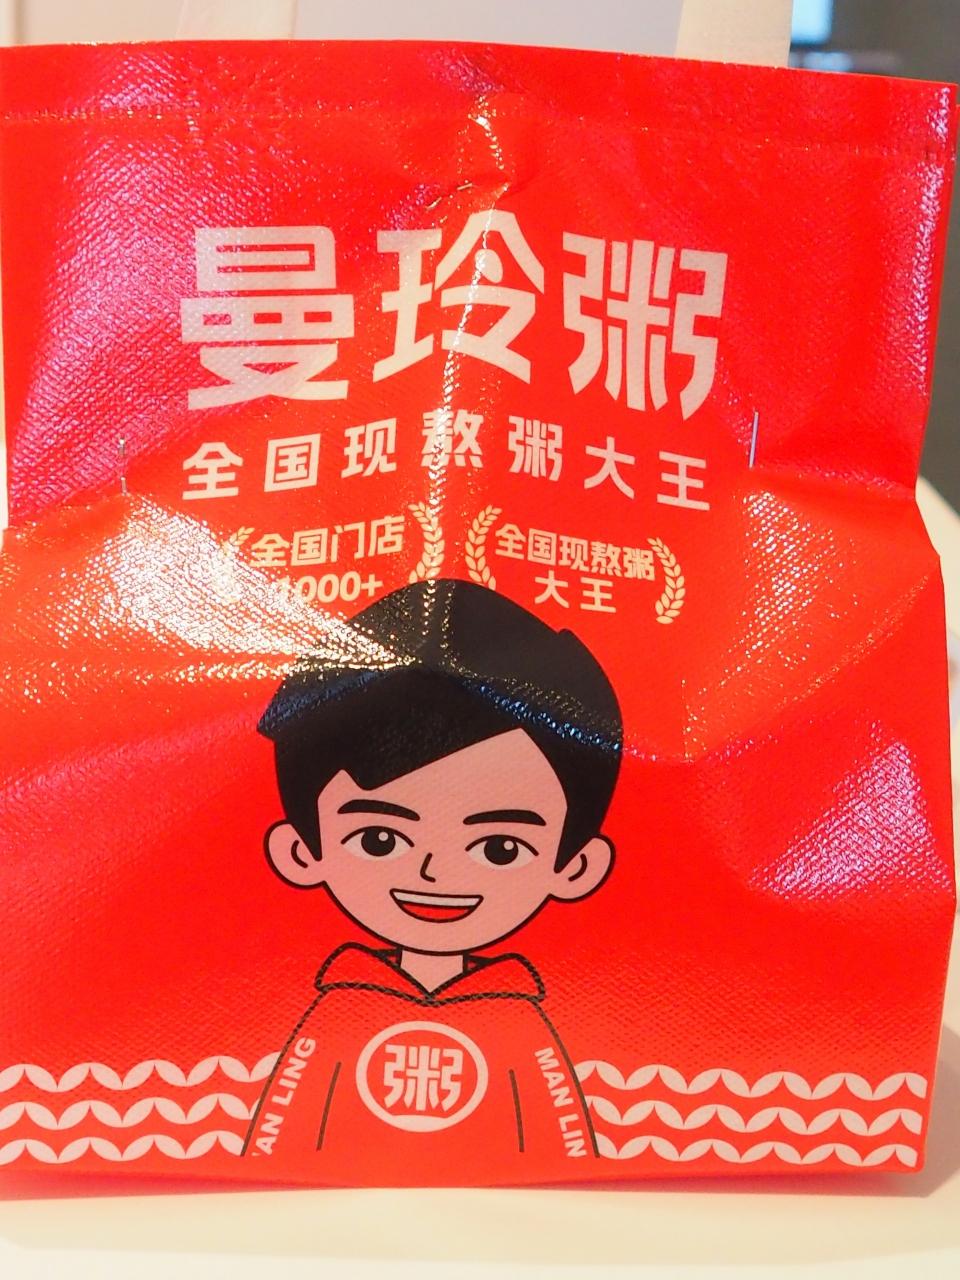 曼玲粥
全国现熬粥大王
全国门店
1000+
全国现熬粥
大王
粥
AN LING
MAN LIN